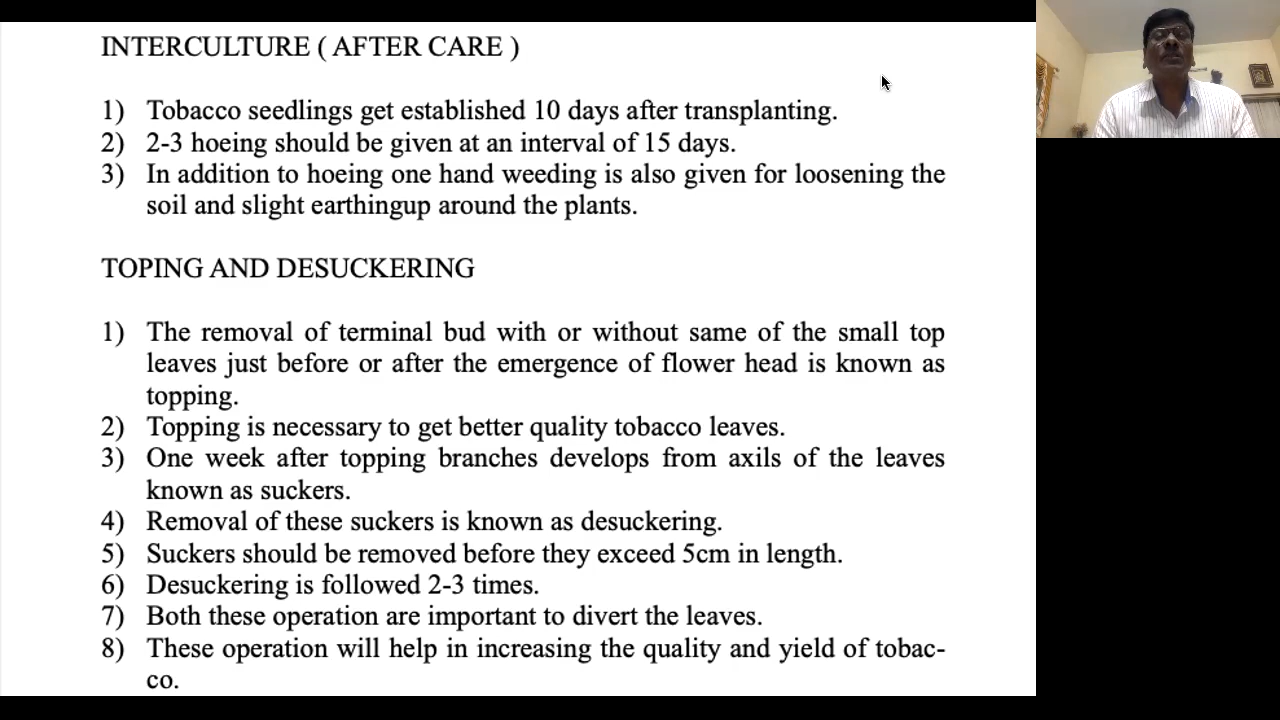 INTERCULTURE ( AFTER CARE )
1) Tobacco seedlings get established 10 days after transplanting.
2) 2-3 hoeing should be given at an interval of 15 days.
3) In addition to hoeing one hand weeding is also given for loosening the
soil and slight earthingup around the plants.
TOPING AND DESUCKERING
1) The removal of terminal bud with or without same of the small top
leaves just before or after the emergence of flower head is known as
topping.
2) Topping is necessary to get better quality tobacco leaves.
3) One week after topping branches develops from axils of the leaves
known as suckers.
4) Removal of these suckers is known as desuckering.
5) Suckers should be removed before they exceed 5cm in length.
6) Desuckering is followed 2-3 times.
7) Both these operation are important to divert the leaves.
8) These operation will help in increasing the quality and yield of tobac-
co.